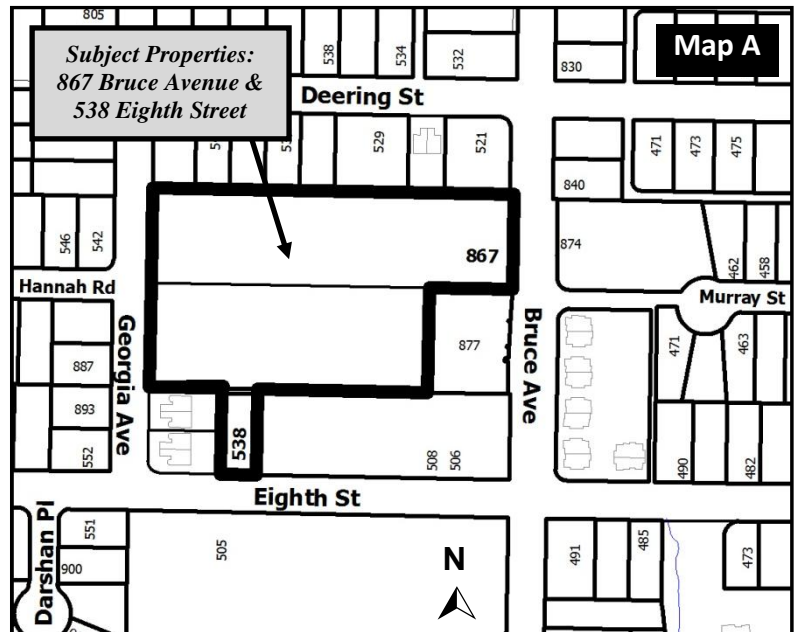 805
Subject Properties:
867 Bruce Avenue &
538 Eighth Street
538
534
532
830
Map A
Deering St
529
521
471
473
475
840
546
542
867
874
462
458
Hannah Rd
Murray St
Georgia Ave
Bruce Ave
887
877
471
463
893
552
538
508
506
490
482
Eighth St
Darshan Pl
551
900
505
N
491
485
473